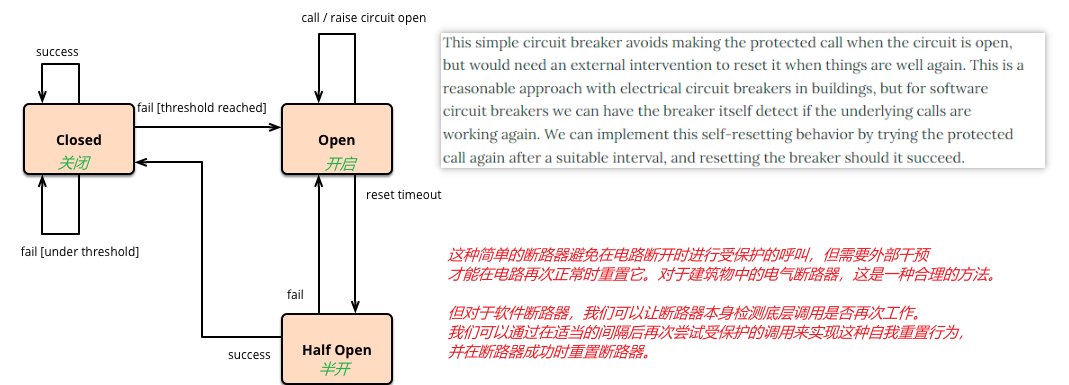 call / raise circuit open
success
fail [threshold reached]
Closed
关闭
Open
开启
reset timeout
fail [under threshold]
fail
success
Half Open
半开
This simple circuit breaker avoids making the protected call when the circuit is open,
but would need an external intervention to reset it when things are well again. This is a
reasonable approach with electrical circuit breakers in buildings, but for software
circuit breakers we can have the breaker itself detect if the underlying calls are
working again. We can implement this self-resetting behavior by trying the protected
call again after a suitable interval, and resetting the breaker should it succeed.
这种简单的断路器避免在电路断开时进行受保护的呼叫，但需要外部干预
才能在电路再次正常时重置它。对于建筑物中的电气断路器，这是一种合理的方法。
但对于软件断路器，我们可以让断路器本身检测底层调用是否再次工作。
我们可以通过在适当的间隔后再次尝试受保护的调用来实现这种自我重置行为，
并在断路器成功时重置断路器。